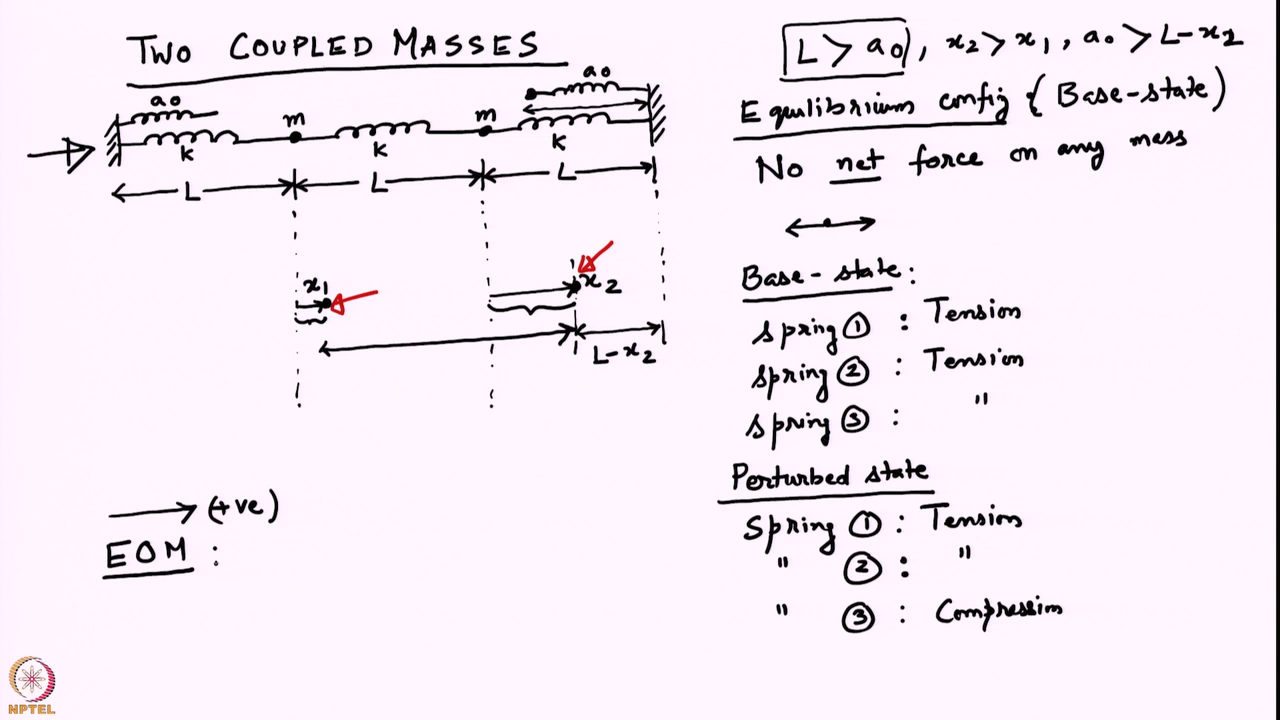 TWO COUPLED MASSES
a0
a0
m
m
k
k
k
L
L
L
x1
x2
L-x2
(+ve)
EOM :
L > a0, x2 > x1, a0 > L-x2
Equilibrium config { Base-state)
No net force on any mass
Base-state:
spring ① : Tension
spring ② : Tension
spring ③ : "
Perturbed state
Spring ① : Tension
" ② : "
" ③ : Compression
NPTEL